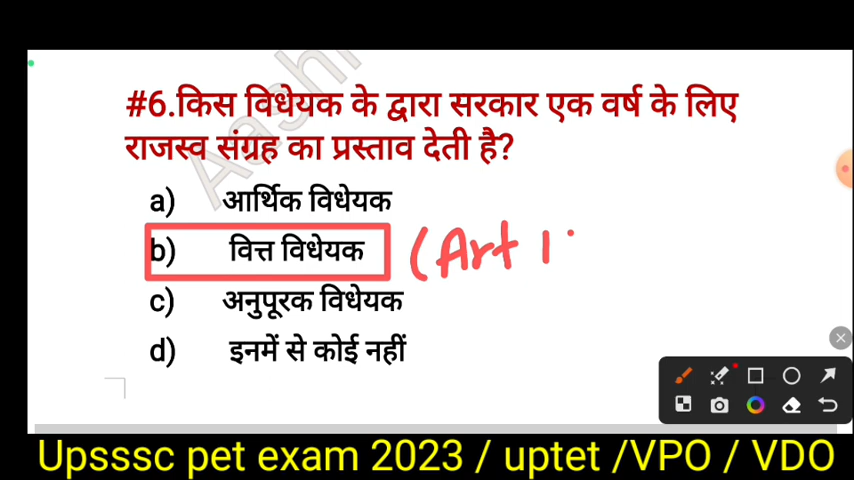 #6.किस विधेयक के द्वारा सरकार एक वर्ष के लिए
राजस्व संग्रह का प्रस्ताव देती है?
a) आर्थिक विधेयक
b) वित्त विधेयक (Art 1
c) अनुपूरक विधेयक
d) इनमें से कोई नहीं
Upsssc pet exam 2023 / uptet /VPO / VDO